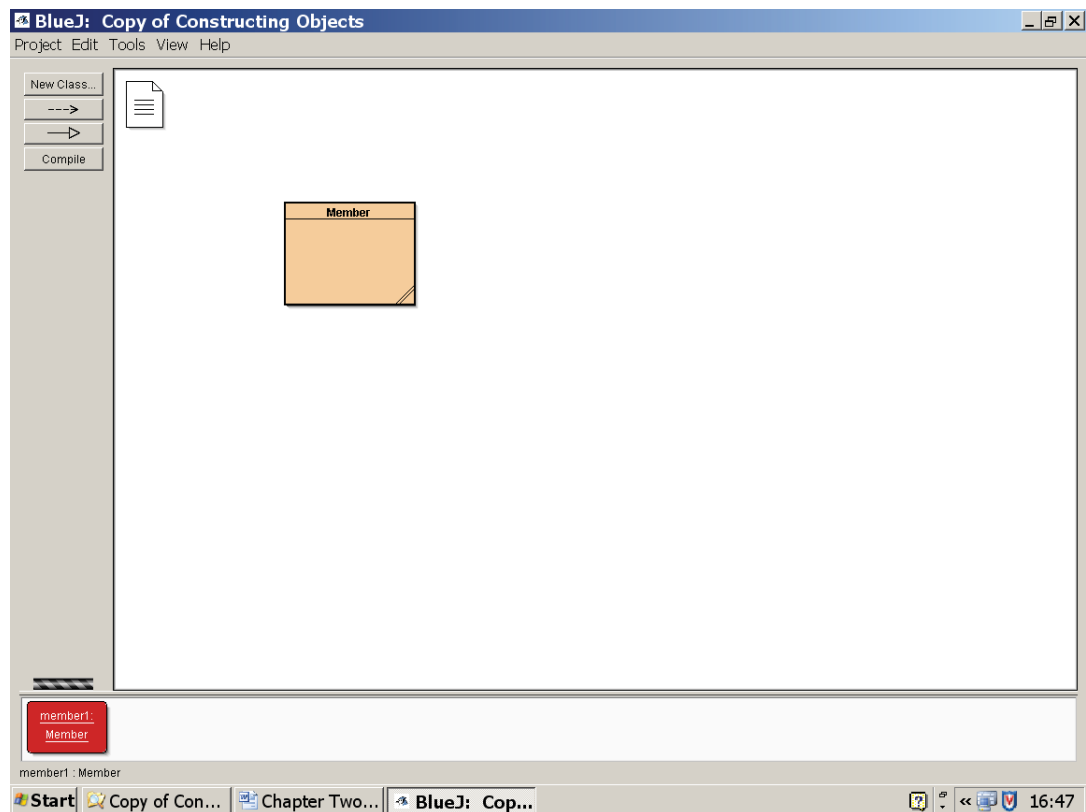 BlueJ: Copy of Constructing Objects
Project Edit Tools View Help
New Class...
Compile
Member
member1:
Member
member1 : Member
Start Copy of Con... Chapter Two... BlueJ: Cop... 16:47